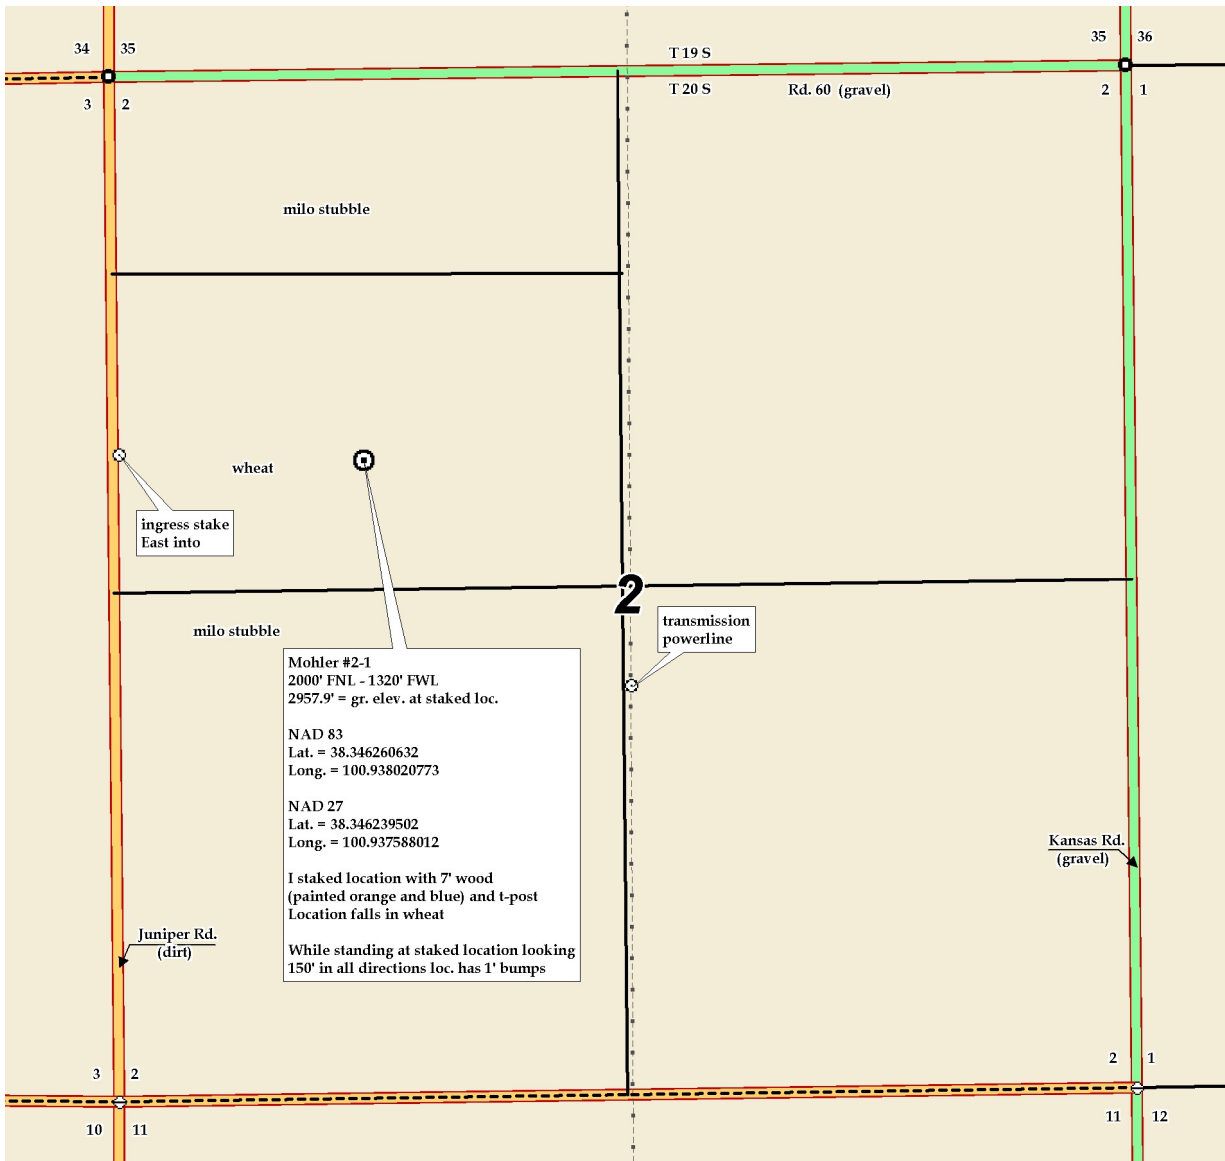 34 35
35 36
T 19 S
3 2
T 20 S
Rd. 60 (gravel)
2 1
milo stubble
wheat
ingress stake
East into
2
milo stubble
transmission
powerline
Mohler #2-1
2000' FNL - 1320' FWL
2957.9' = gr. elev. at staked loc.
NAD 83
Lat. = 38.346260632
Long. = 100.938020773
NAD 27
Lat. = 38.346239502
Long. = 100.937588012
I staked location with 7' wood
(painted orange and blue) and t-post
Location falls in wheat
While standing at staked location looking
150' in all directions loc. has 1' bumps
Kansas Rd.
(gravel)
Juniper Rd.
(dirt)
3 2
2 1
10 11
11 12